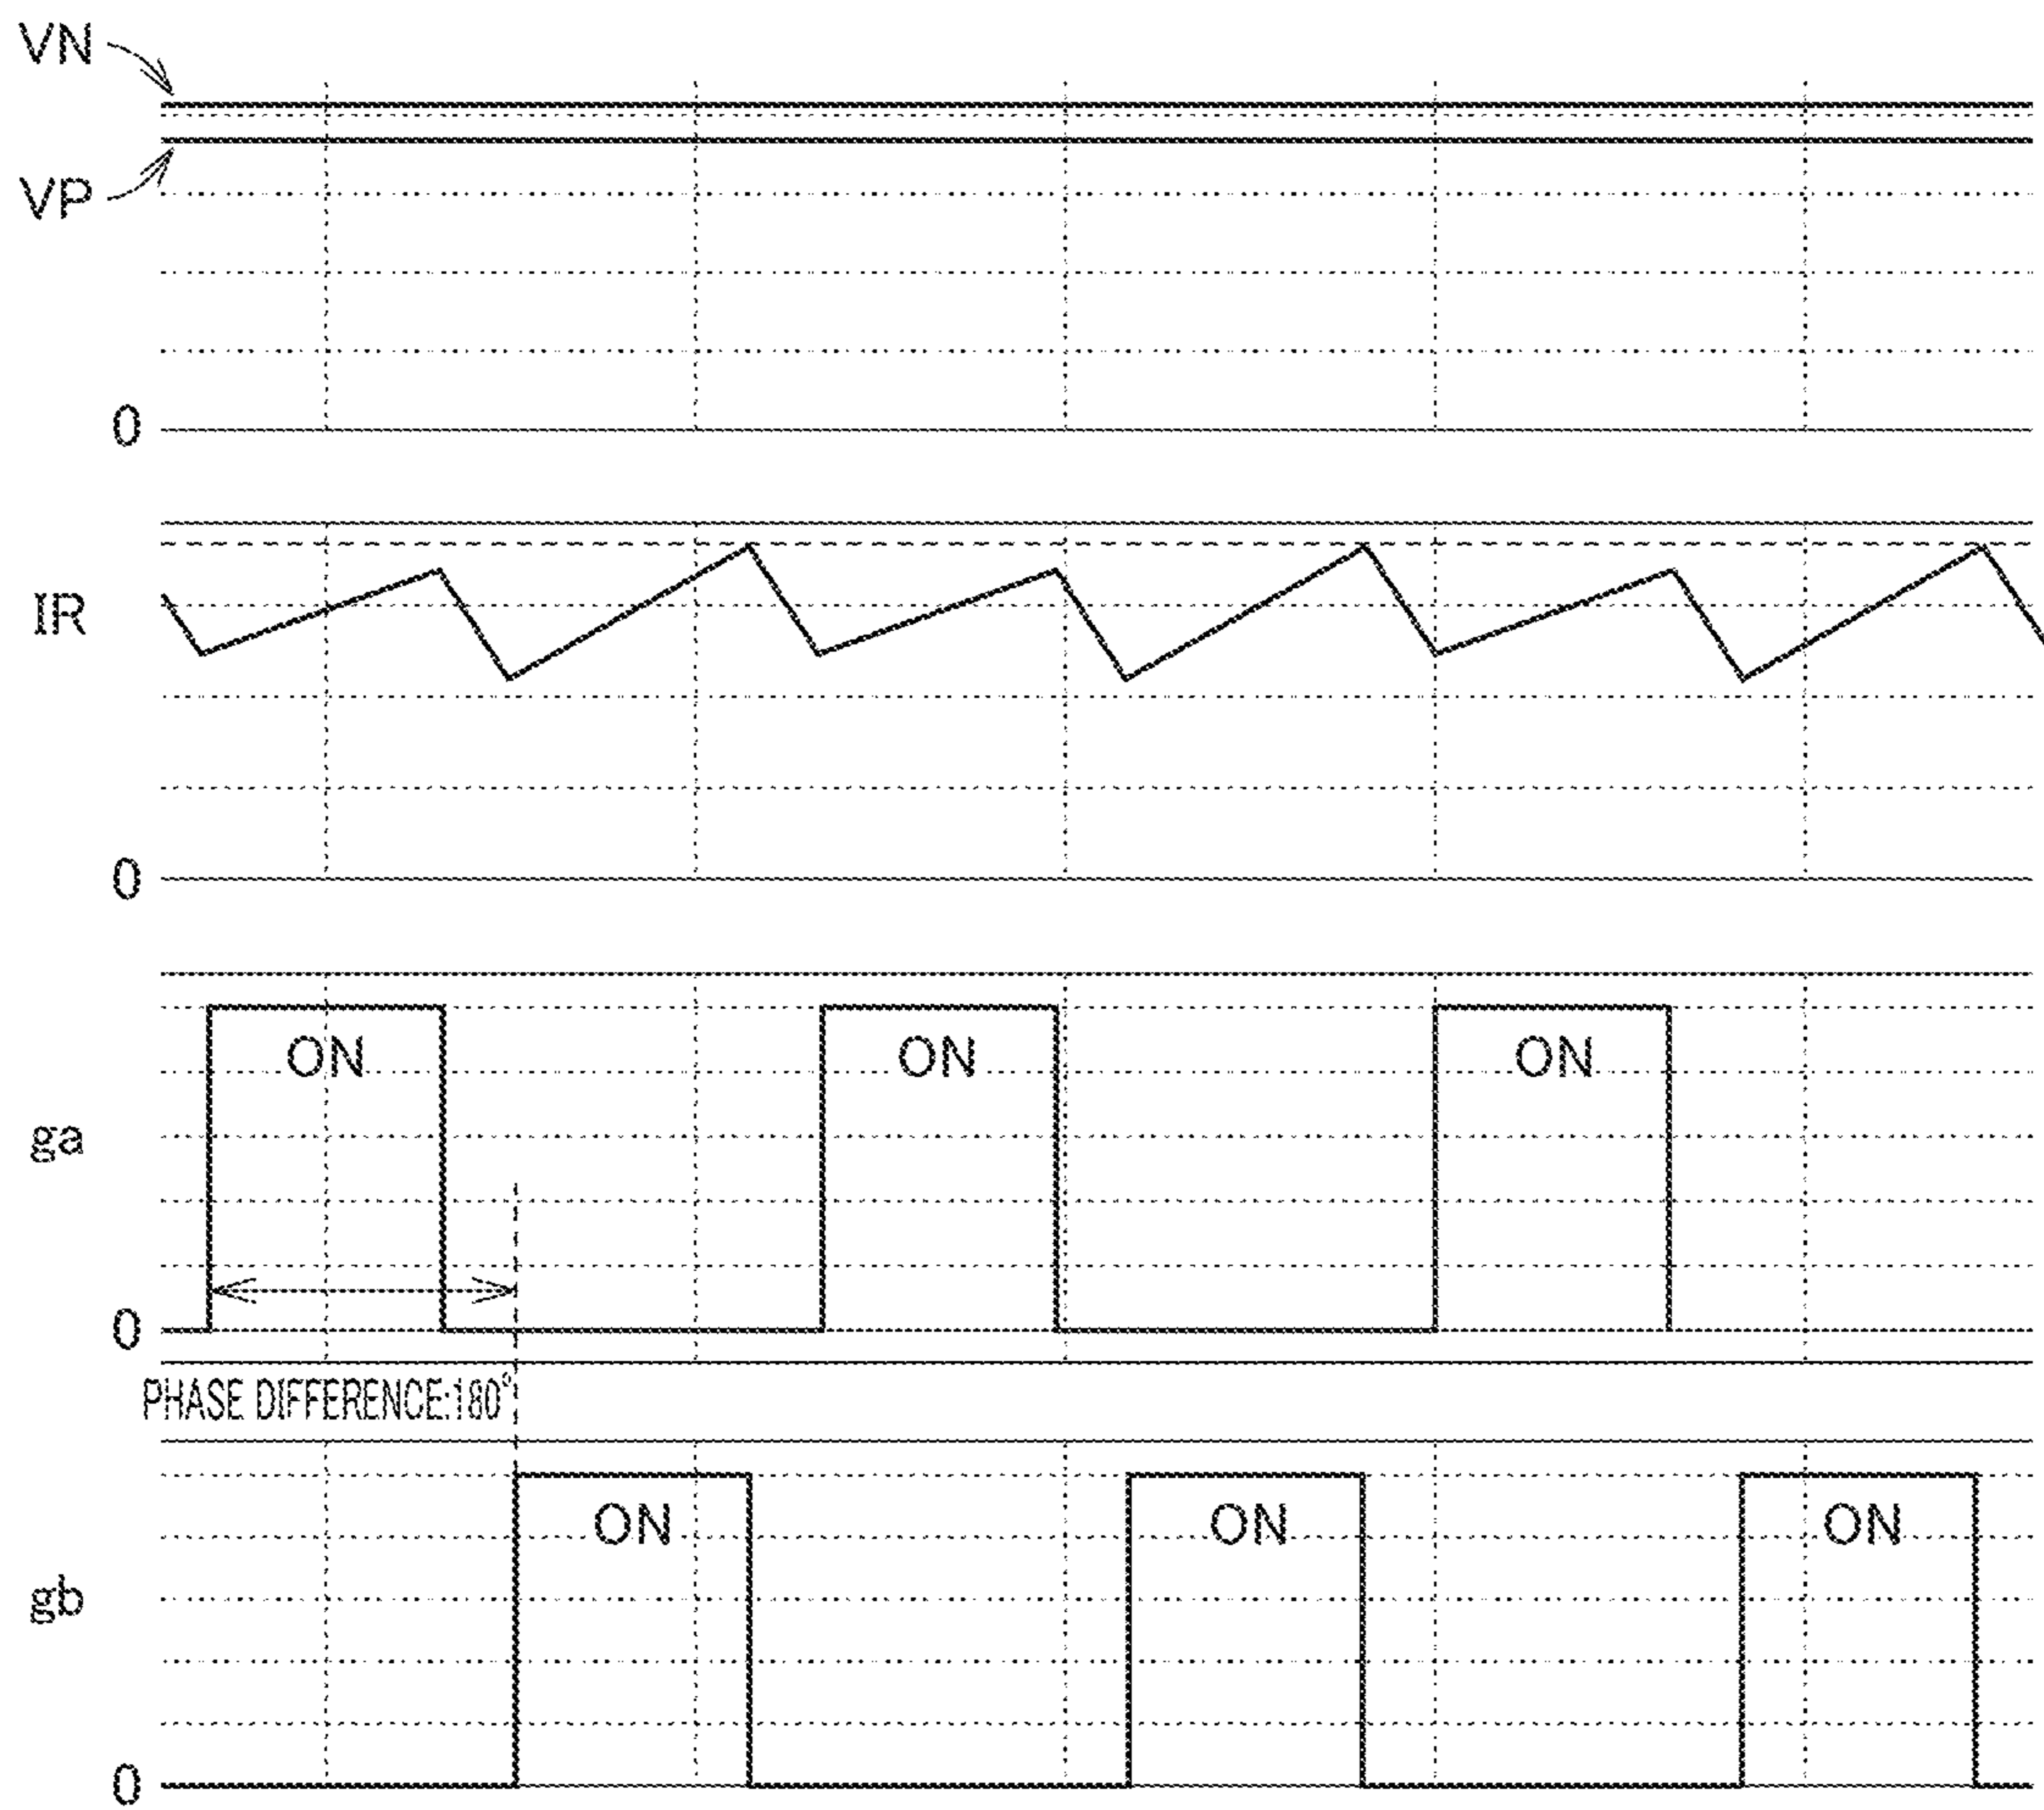 VN
VP
0
IR
0
ON ON ON
ga
0
PHASE DIFFERENCE:180°
ON ON ON
gb
0